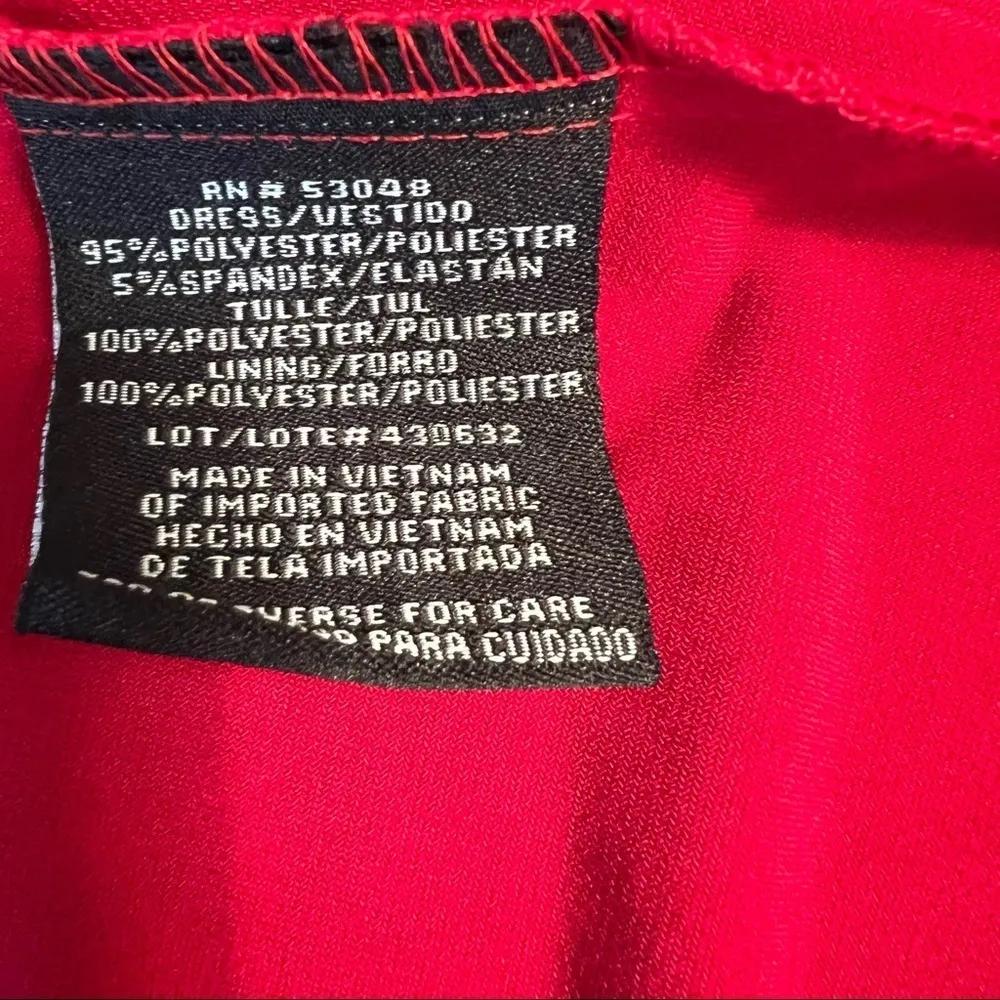 RN # 53048
DRESS/VESTIDO
95%POLYESTER/POLIESTER
5%SPANDEX/ELASTÁN
TULLE/TUL
100%POLYESTER/POLIESTER
LINING/FORRO
100%POLYESTER/POLIESTER
LOT/LOTE# 430632
MADE IN VIETNAM
OF IMPORTED FABRIC
HECHO EN VIETNAM
DE TELA IMPORTADA
FOR CARE
PARA CUIDADO